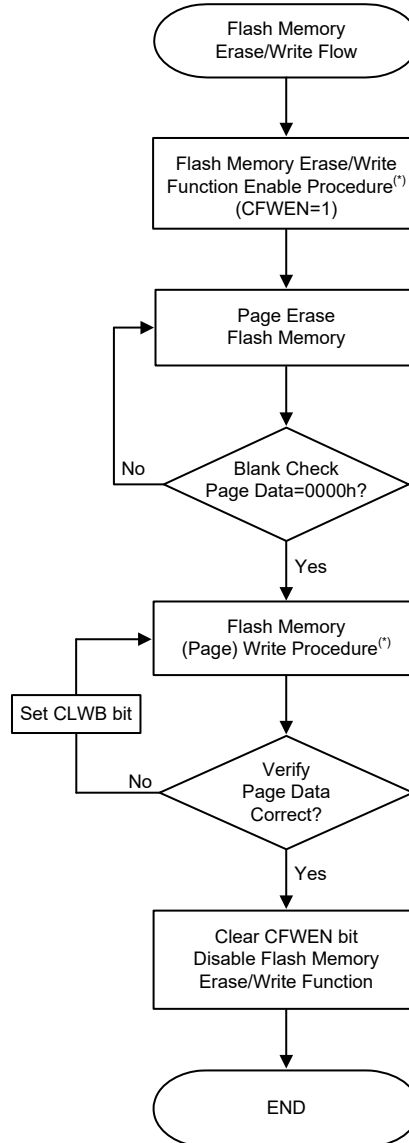 Flash Memory
Erase/Write Flow
Flash Memory Erase/Write
Function Enable Procedure(*)
(CFWEN=1)
Page Erase
Flash Memory
No
Blank Check
Page Data=0000h?
Yes
Flash Memory
(Page) Write Procedure(*)
Set CLWB bit
No
Verify
Page Data
Correct?
Yes
Clear CFWEN bit
Disable Flash Memory
Erase/Write Function
END